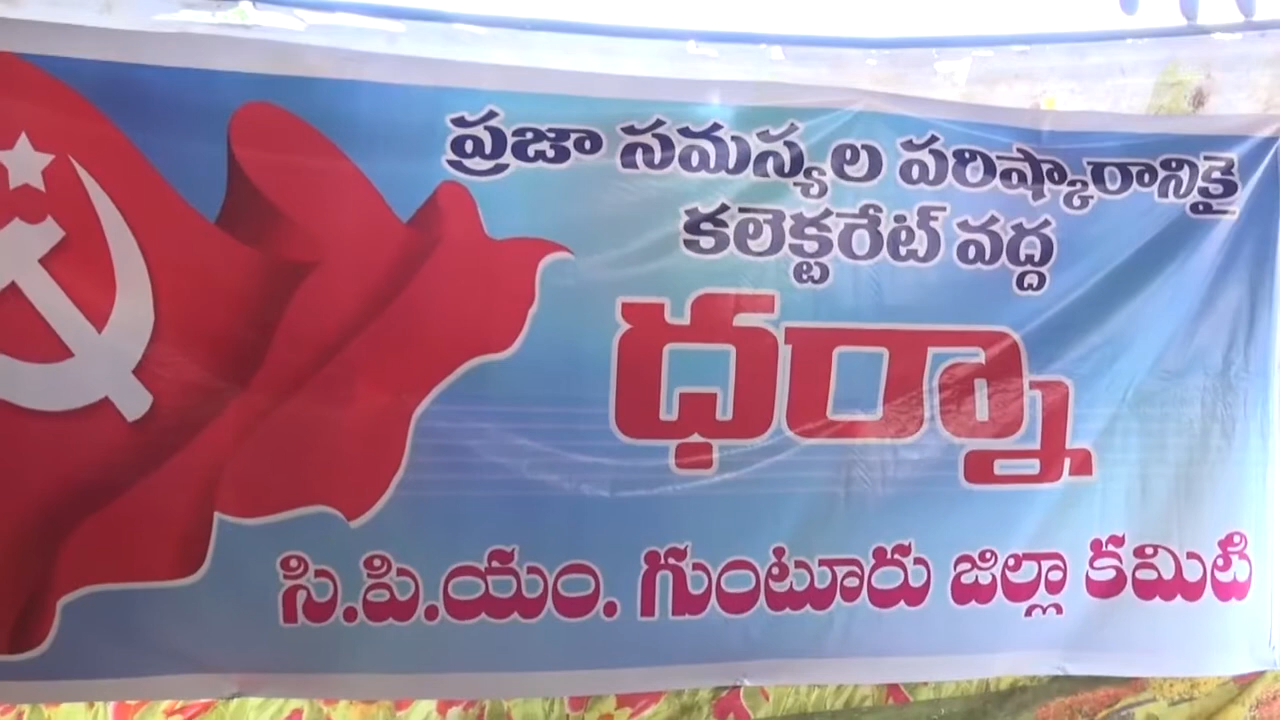 ప్రజా సమస్యల పరిష్కారానికై
కలెక్టరేట్ వద్ద
ధర్నా
సి.పి.యం. గుంటూరు జిల్లా కమిటి